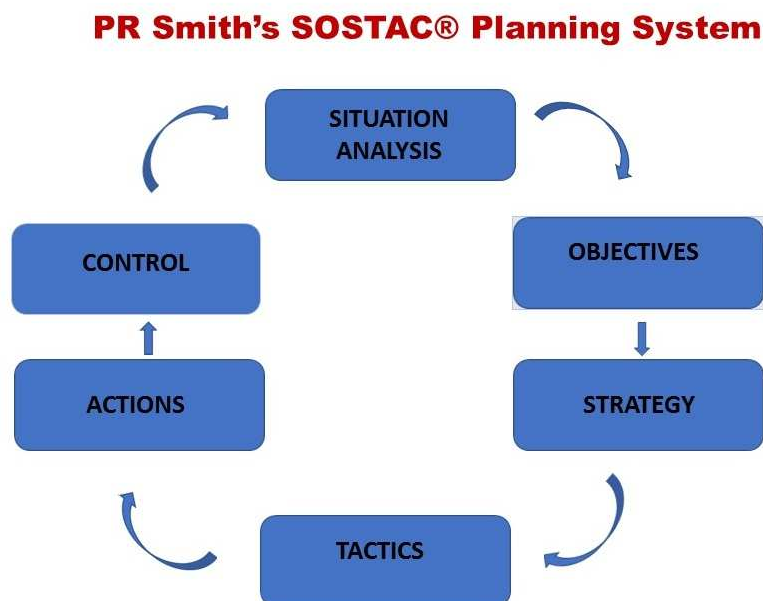 PR Smith’s SOSTAC® Planning System
SITUATION
ANALYSIS
OBJECTIVES
STRATEGY
TACTICS
ACTIONS
CONTROL